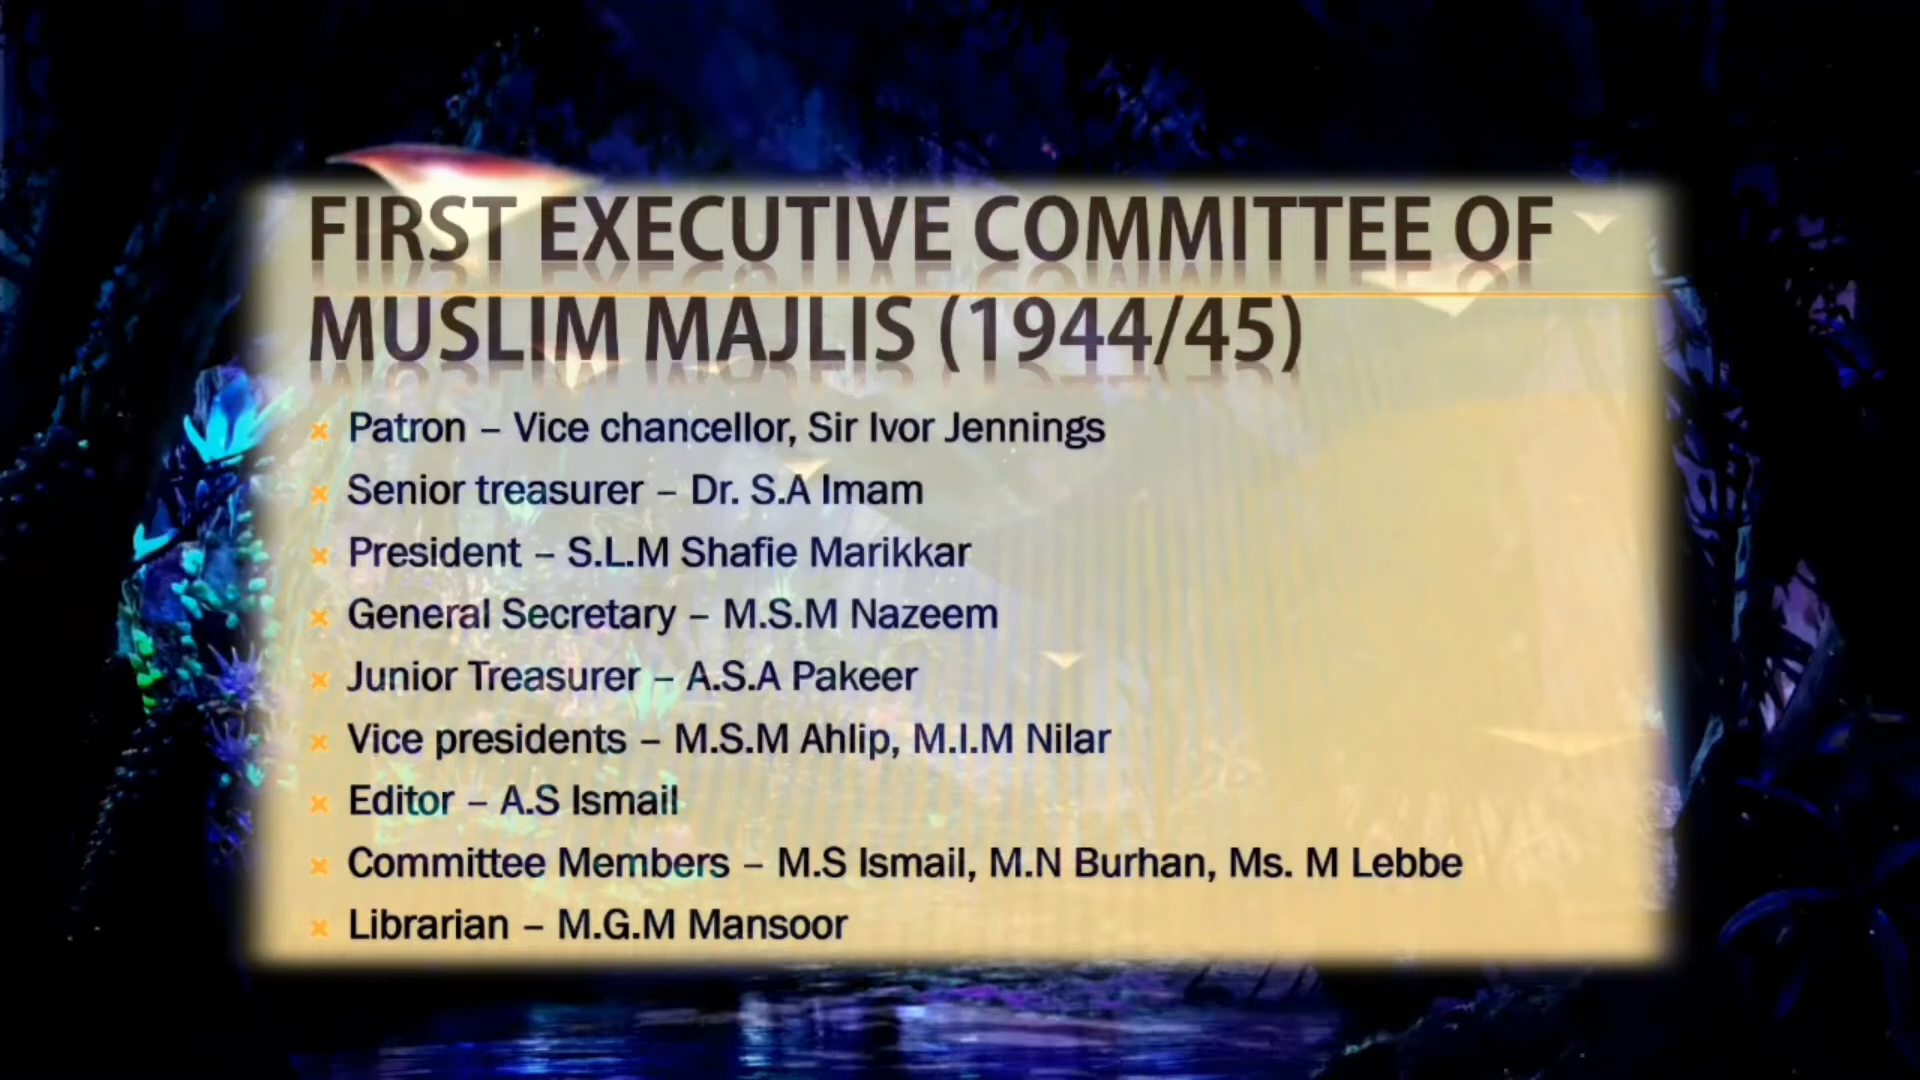 FIRST EXECUTIVE COMMITTEE OF
MUSLIM MAJLIS (1944/45)
Patron – Vice chancellor, Sir Ivor Jennings
Senior treasurer – Dr. S.A Imam
President – S.L.M Shafie Marikkar
General Secretary – M.S.M Nazeem
Junior Treasurer – A.S.A Pakeer
Vice presidents – M.S.M Ahlip, M.I.M Nilar
Editor – A.S Ismail
Committee Members – M.S Ismail, M.N Burhan, Ms. M Lebbe
Librarian – M.G.M Mansoor